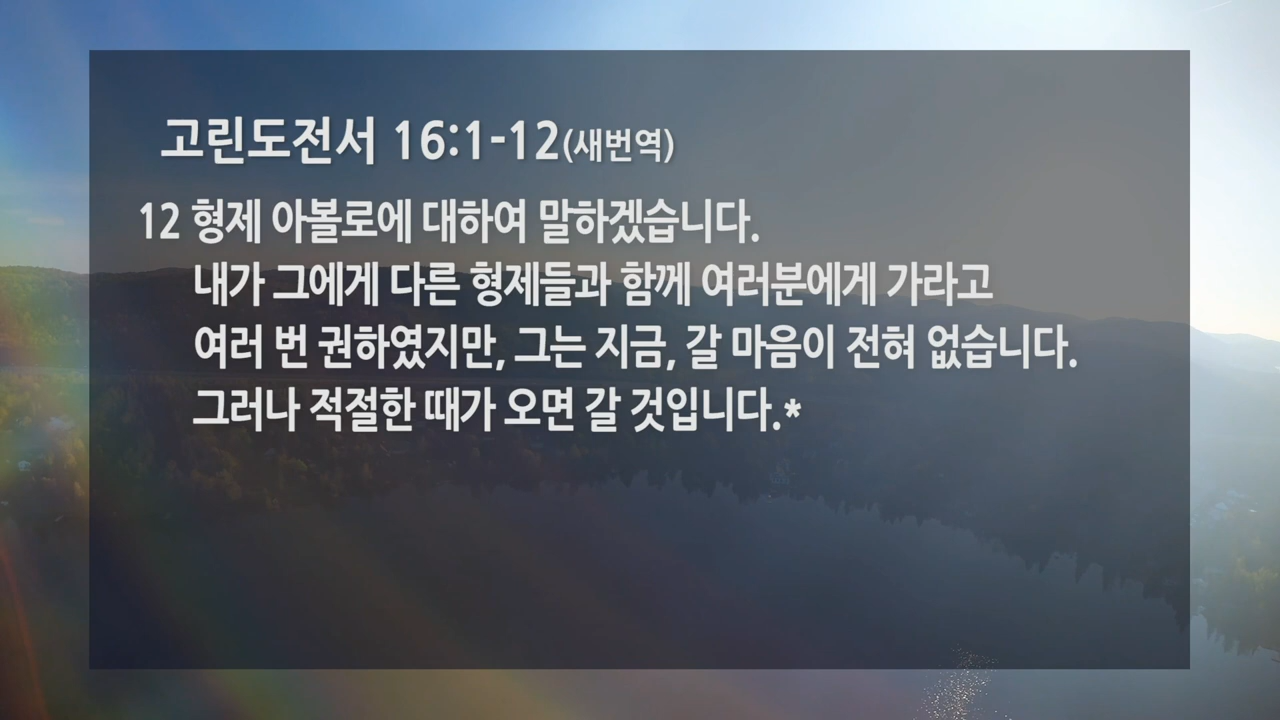 고린도전서 16:1-12(새번역)
12 형제 아볼로에 대하여 말하겠습니다.
내가 그에게 다른 형제들과 함께 여러분에게 가라고
여러 번 권하였지만, 그는 지금, 갈 마음이 전혀 없습니다.
그러나 적절한 때가 오면 갈 것입니다.*